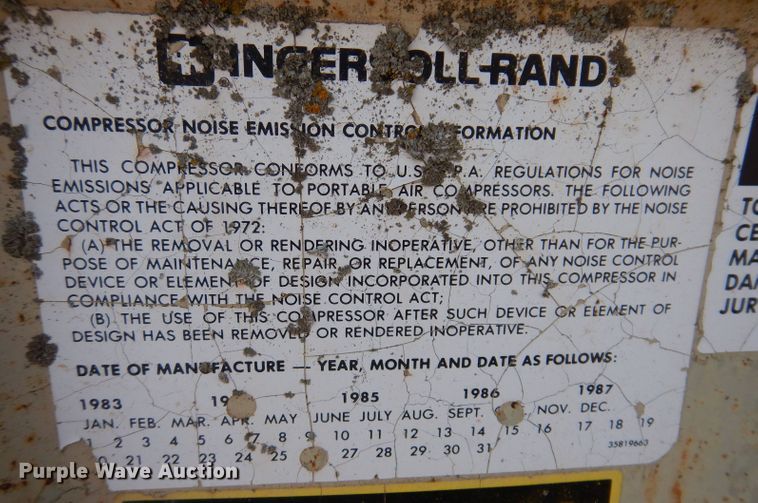 INGERSOLL-RAND
COMPRESSOR NOISE EMISSION CONTROL INFORMATION
THIS COMPRESSOR CONFORMS TO U.S. E.P.A. REGULATIONS FOR NOISE
EMISSIONS APPLICABLE TO PORTABLE AIR COMPRESSORS. THE FOLLOWING
ACTS OR THE CAUSING THEREOF BY ANY PERSON ARE PROHIBITED BY THE NOISE
CONTROL ACT OF 1972:
(A) THE REMOVAL OR RENDERING INOPERATIVE, OTHER THAN FOR THE PUR-
POSE OF MAINTENANCE, REPAIR, OR REPLACEMENT, OF ANY NOISE CONTROL
DEVICE OR ELEMENT OF DESIGN INCORPORATED INTO THIS COMPRESSOR IN
COMPLIANCE WITH THE NOISE CONTROL ACT;
(B) THE USE OF THIS COMPRESSOR AFTER SUCH DEVICE OR ELEMENT OF
DESIGN HAS BEEN REMOVED OR RENDERED INOPERATIVE.
DATE OF MANUFACTURE — YEAR, MONTH AND DATE AS FOLLOWS:
1983 1985 1986 1987
JAN. FEB. MAR. APR. MAY JUNE JULY AUG. SEPT. NOV. DEC.
1 2 3 4 5 6 7 8 9 10 11 12 13 14 15 16 17 18 19
20 21 22 23 24 25 27 28 29 30 31
35819663
TO
CE
MA
DA
JUR
Purple Wave Auction